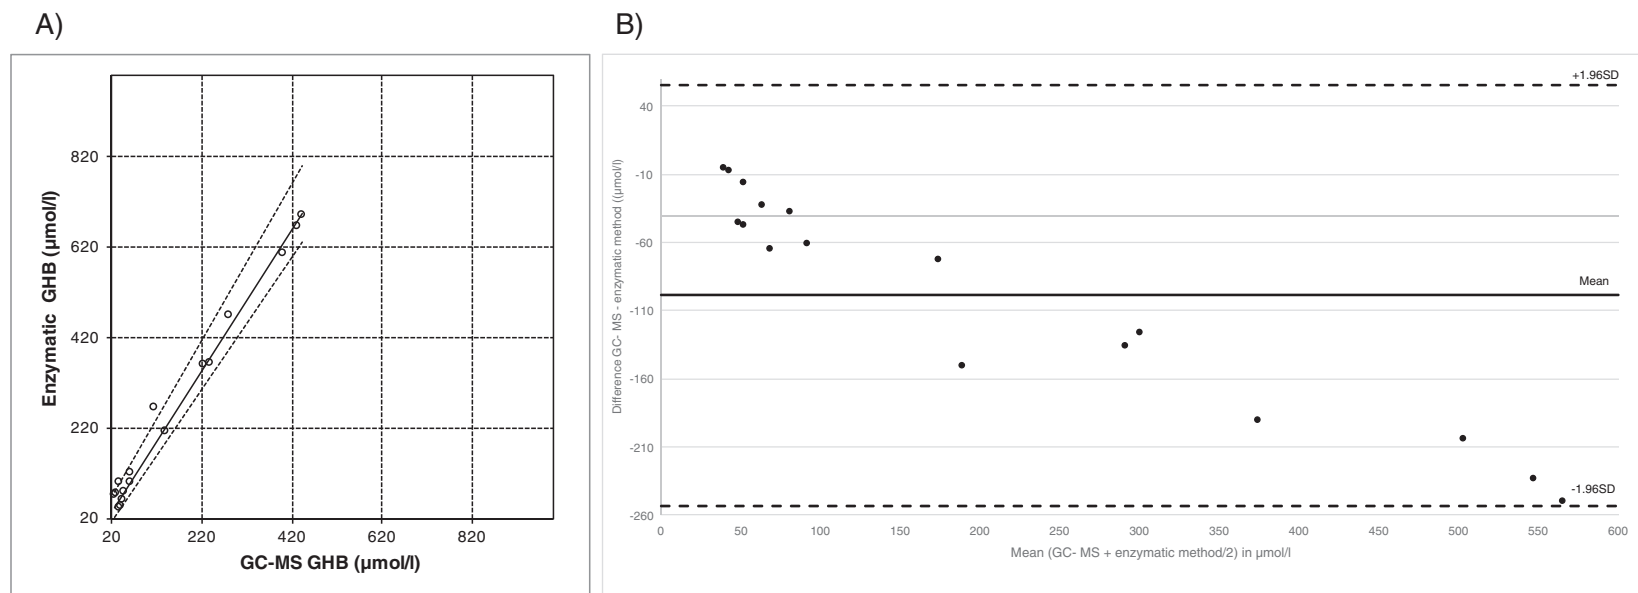 A)
B)
Enzymatic GHB (µmol/l)
820
620
420
220
20
20 220 420 620 820
GC-MS GHB (µmol/l)
Difference GC- MS - enzymatic method ((µmol/l)
+1.96SD
40
-10
-60
Mean
-110
-160
-210
-1.96SD
-260
0 50 100 150 200 250 300 350 400 450 500 550 600
Mean (GC- MS + enzymatic method/2) in µmol/l